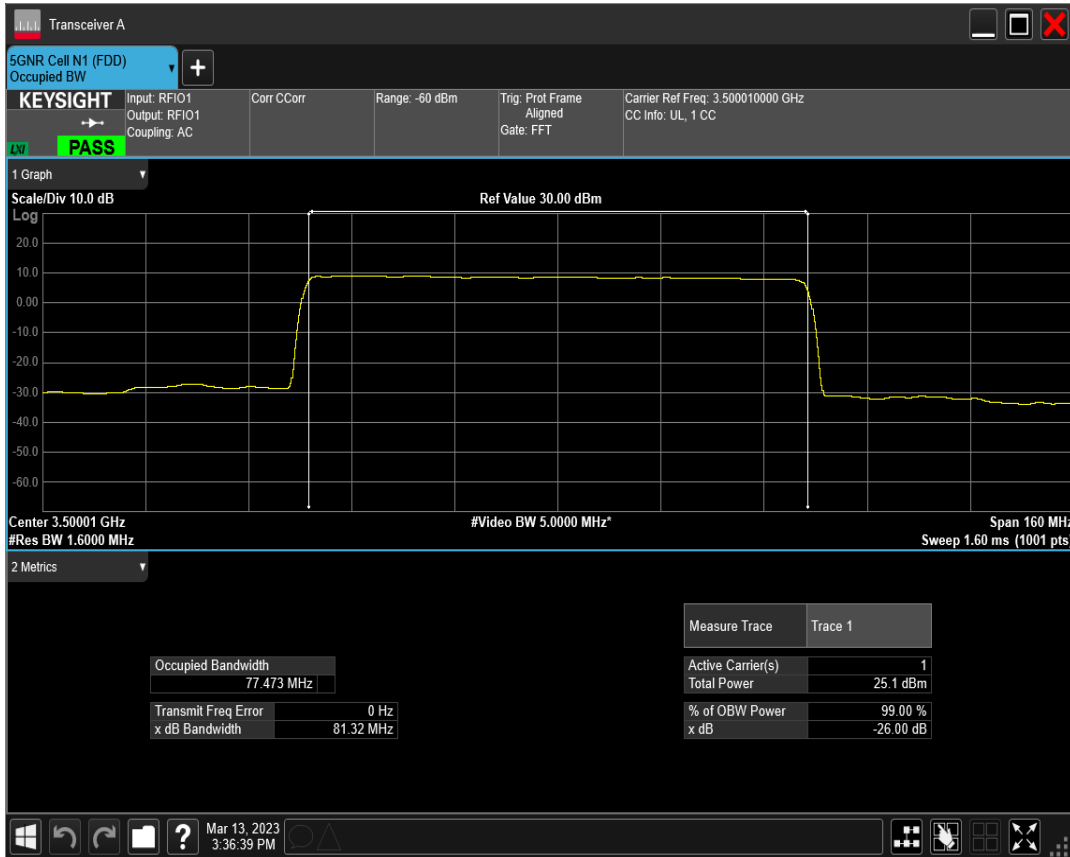 Transceiver A
5GNR Cell N1 (FDD)
Occupied BW
+
KEYSIGHT
LXI
PASS
Input: RFIO1
Output: RFIO1
Coupling: AC
Corr CCorr
Range: -60 dBm
Trig: Prot Frame
Aligned
Gate: FFT
Carrier Ref Freq: 3.500010000 GHz
CC Info: UL, 1 CC
1 Graph
Scale/Div 10.0 dB
Ref Value 30.00 dBm
Log
20.0
10.0
0.00
-10.0
-20.0
-30.0
-40.0
-50.0
-60.0
Center 3.50001 GHz
#Video BW 5.0000 MHz*
Span 160 MHz
#Res BW 1.6000 MHz
Sweep 1.60 ms (1001 pts)
2 Metrics
Measure Trace Trace 1
Occupied Bandwidth
77.473 MHz
Active Carrier(s) 1
Total Power 25.1 dBm
Transmit Freq Error 0 Hz
x dB Bandwidth 81.32 MHz
% of OBW Power 99.00 %
x dB -26.00 dB
?
Mar 13, 2023
3:36:39 PM